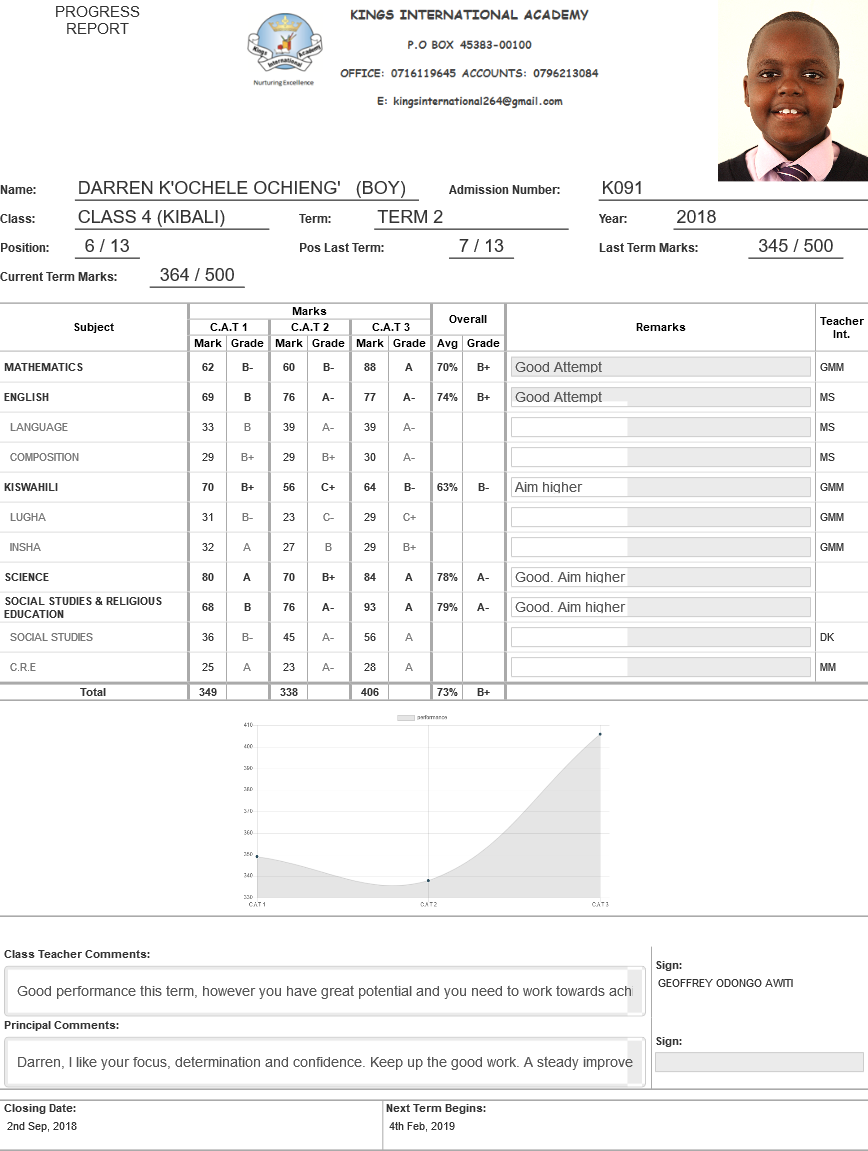 PROGRESS
REPORT
Kings International Academy
Nurturing Excellence
KINGS INTERNATIONAL ACADEMY
P.O BOX 45383-00100
OFFICE: 0716119645 ACCOUNTS: 0796213084
E: kingsinternational264@gmail.com
Name: DARREN K'OCHELE OCHIENG' (BOY) Admission Number: K091
Class: CLASS 4 (KIBALI) Term: TERM 2 Year: 2018
Position: 6 / 13 Pos Last Term: 7 / 13 Last Term Marks: 345 / 500
Current Term Marks: 364 / 500
Subject Marks Overall Remarks Teacher Int.
C.A.T 1 C.A.T 2 C.A.T 3
Mark Grade Mark Grade Mark Grade Avg Grade
MATHEMATICS 62 B- 60 B- 88 A 70% B+ Good Attempt GMM
ENGLISH 69 B 76 A- 77 A- 74% B+ Good Attempt MS
LANGUAGE 33 B 39 A- 39 A- MS
COMPOSITION 29 B+ 29 B+ 30 A- MS
KISWAHILI 70 B+ 56 C+ 64 B- 63% B- Aim higher GMM
LUGHA 31 B- 23 C- 29 C+ GMM
INSHA 32 A 27 B 29 B+ GMM
SCIENCE 80 A 70 B+ 84 A 78% A- Good. Aim higher
SOCIAL STUDIES & RELIGIOUS
EDUCATION 68 B 76 A- 93 A 79% A- Good. Aim higher
SOCIAL STUDIES 36 B- 45 A- 56 A DK
C.R.E 25 A 23 A- 28 A MM
Total 349 338 406 73% B+
performance
410
400
390
380
370
360
350
340
330
CAT1 CAT2 CAT3
Class Teacher Comments:
Good performance this term, however you have great potential and you need to work towards achi
Sign:
GEOFFREY ODONGO AWITI
Principal Comments:
Darren, I like your focus, determination and confidence. Keep up the good work. A steady improve
Sign:
Closing Date: Next Term Begins:
2nd Sep, 2018 4th Feb, 2019